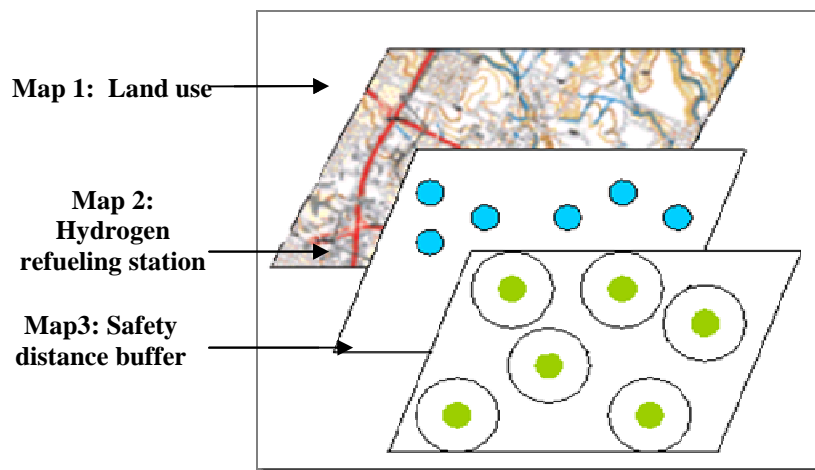 Map 1:  Land use
Map 2:
Hydrogen
refueling station
Map3: Safety
distance buffer